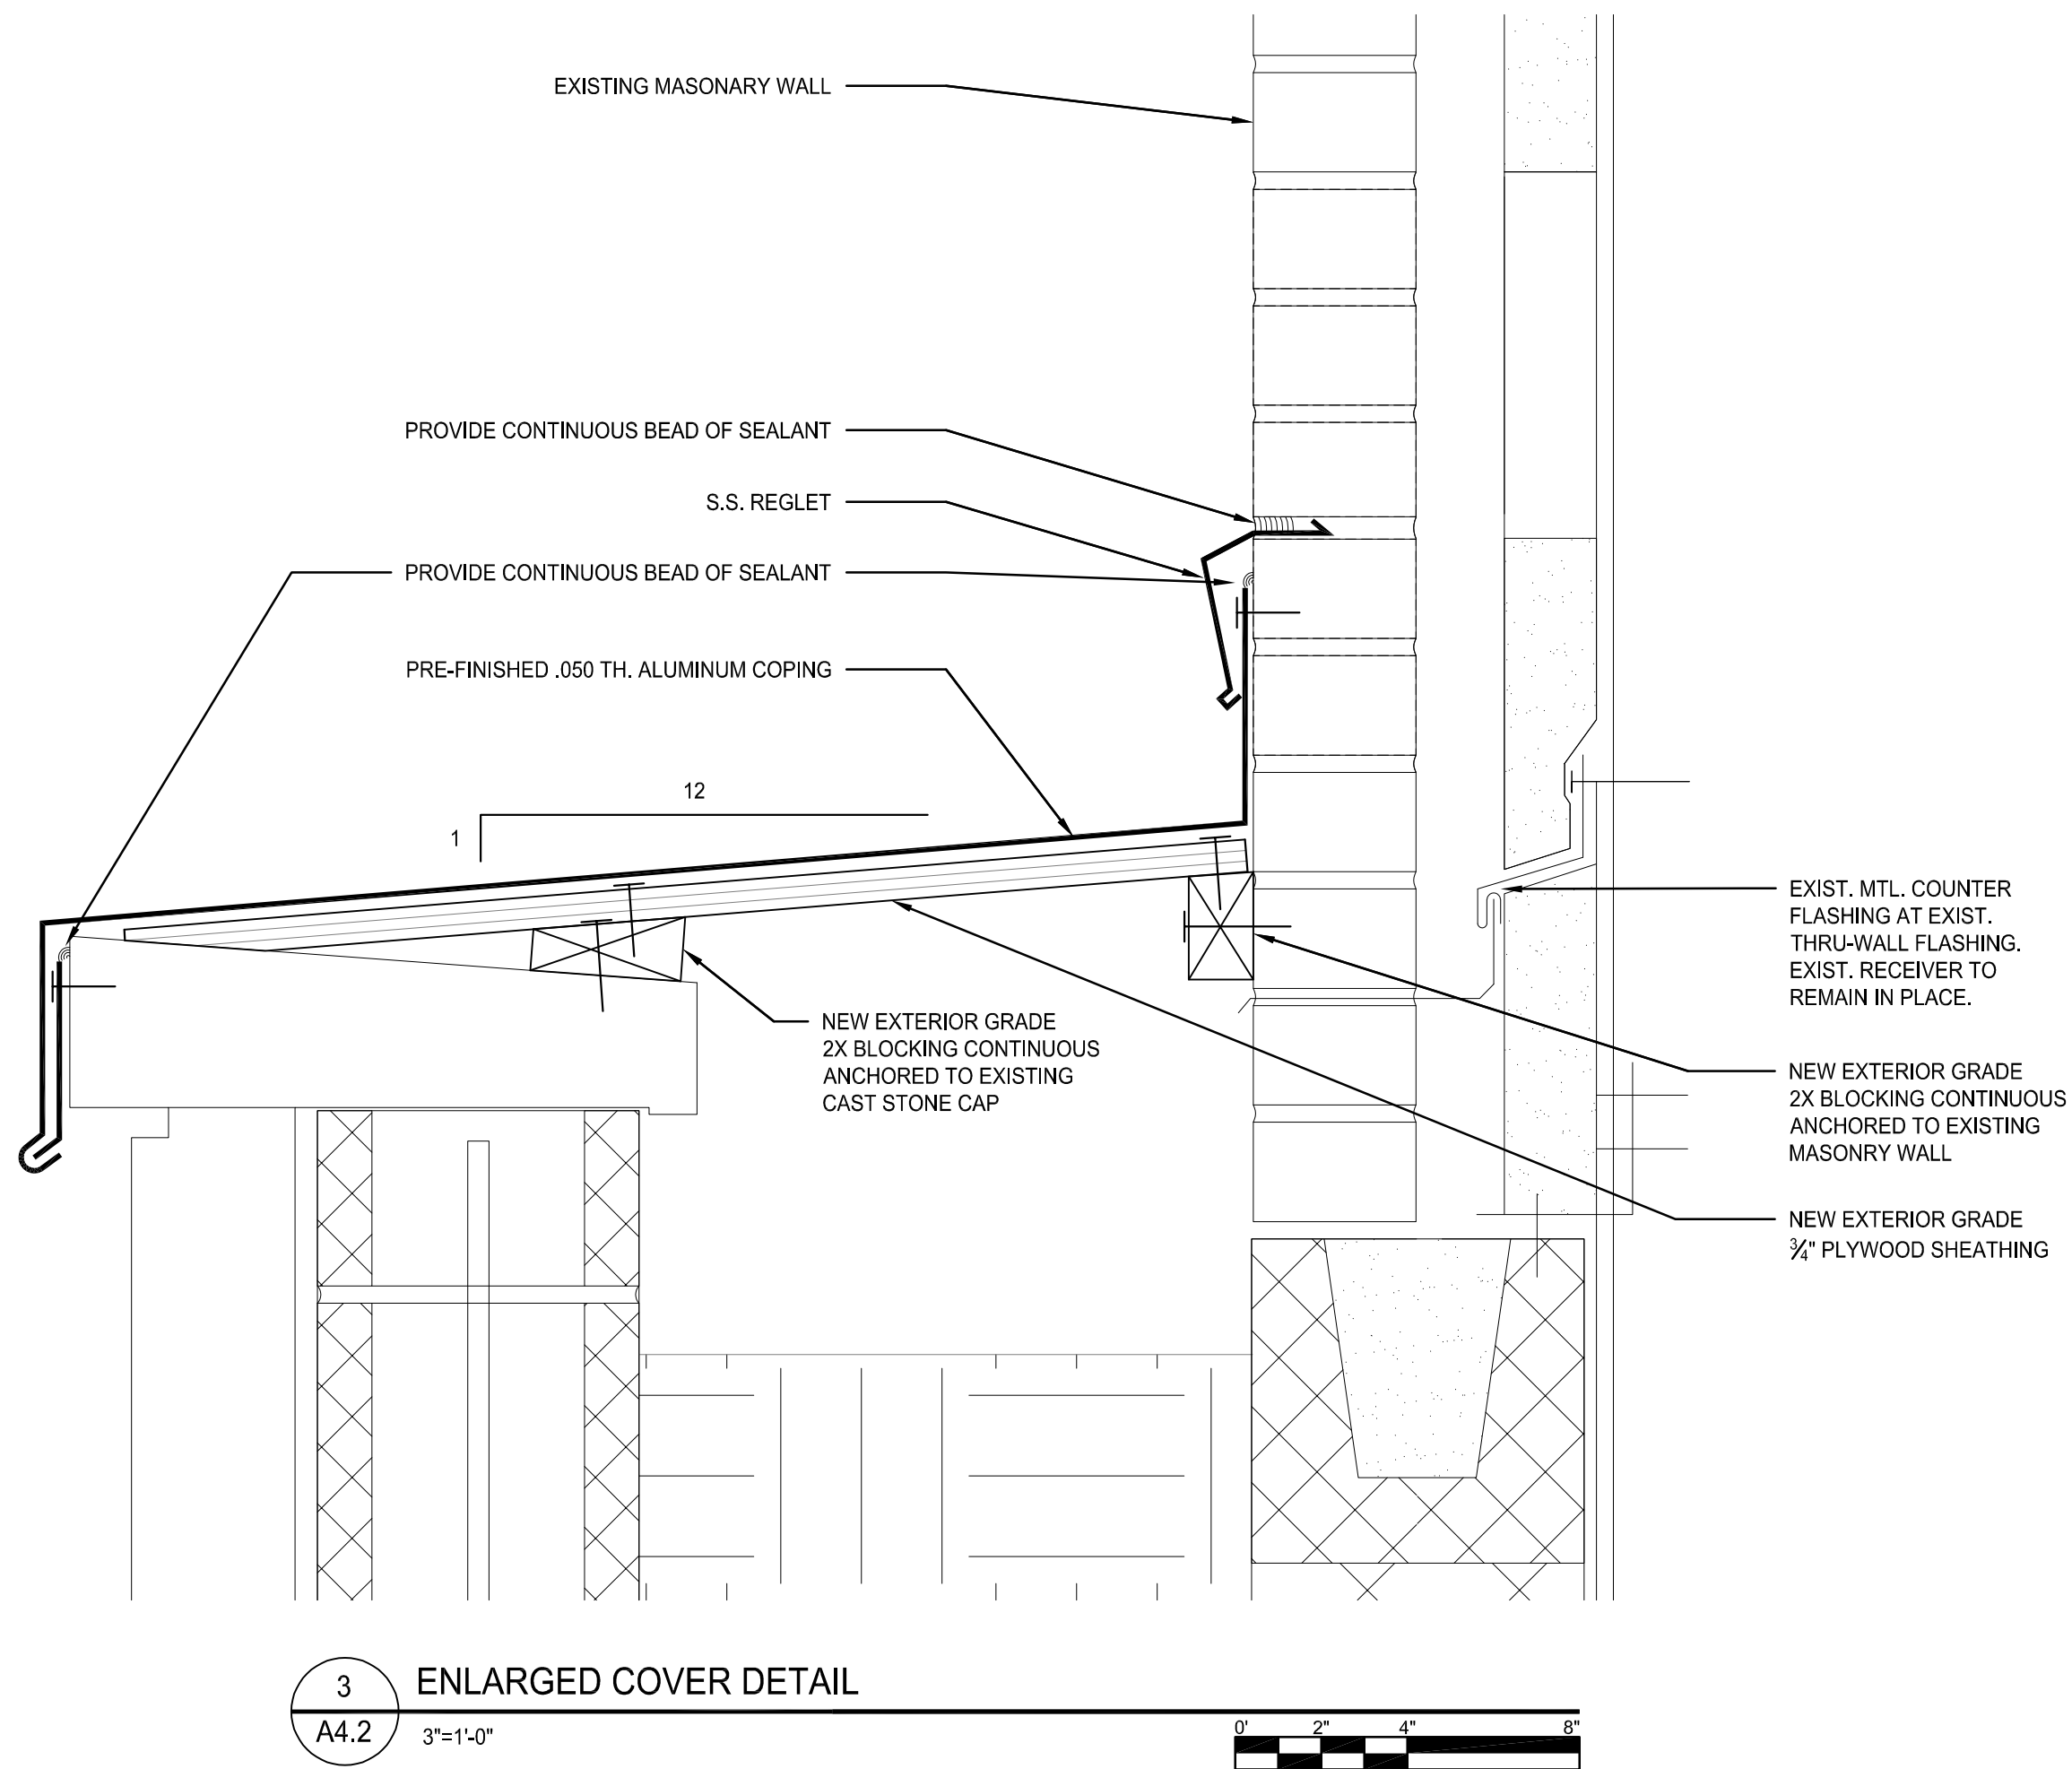 EXISTING MASONARY WALL
PROVIDE CONTINUOUS BEAD OF SEALANT
S.S. REGLET
PROVIDE CONTINUOUS BEAD OF SEALANT
PRE-FINISHED .050 TH. ALUMINUM COPING
12
1
EXIST. MTL. COUNTER
FLASHING AT EXIST.
THRU-WALL FLASHING.
EXIST. RECEIVER TO
REMAIN IN PLACE.
NEW EXTERIOR GRADE
2X BLOCKING CONTINUOUS
ANCHORED TO EXISTING
CAST STONE CAP
NEW EXTERIOR GRADE
2X BLOCKING CONTINUOUS
ANCHORED TO EXISTING
MASONRY WALL
NEW EXTERIOR GRADE
¾" PLYWOOD SHEATHING
3
A4.2
ENLARGED COVER DETAIL
3"=1'-0"
0' 2" 4" 8"